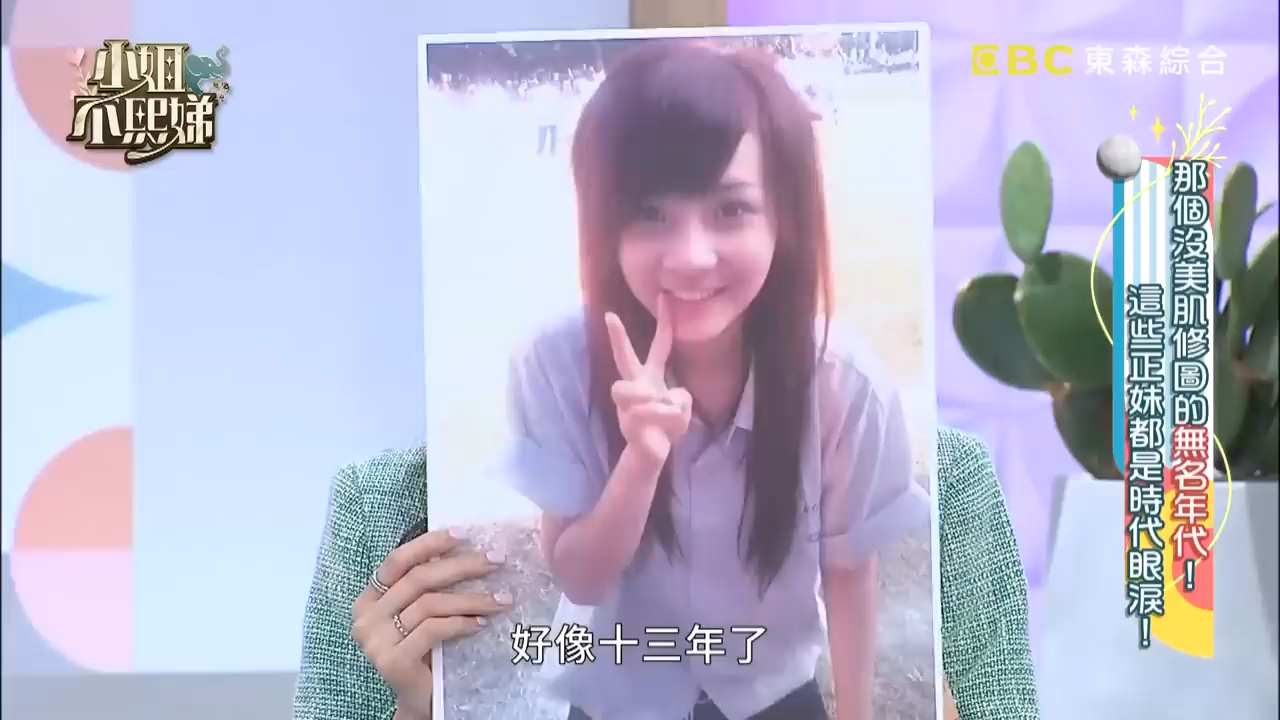 小姐
不熙娣
EBC 東森綜合
那個沒美肌修圖的無名年代！
這些正妹都是時代眼淚！
好像十三年了